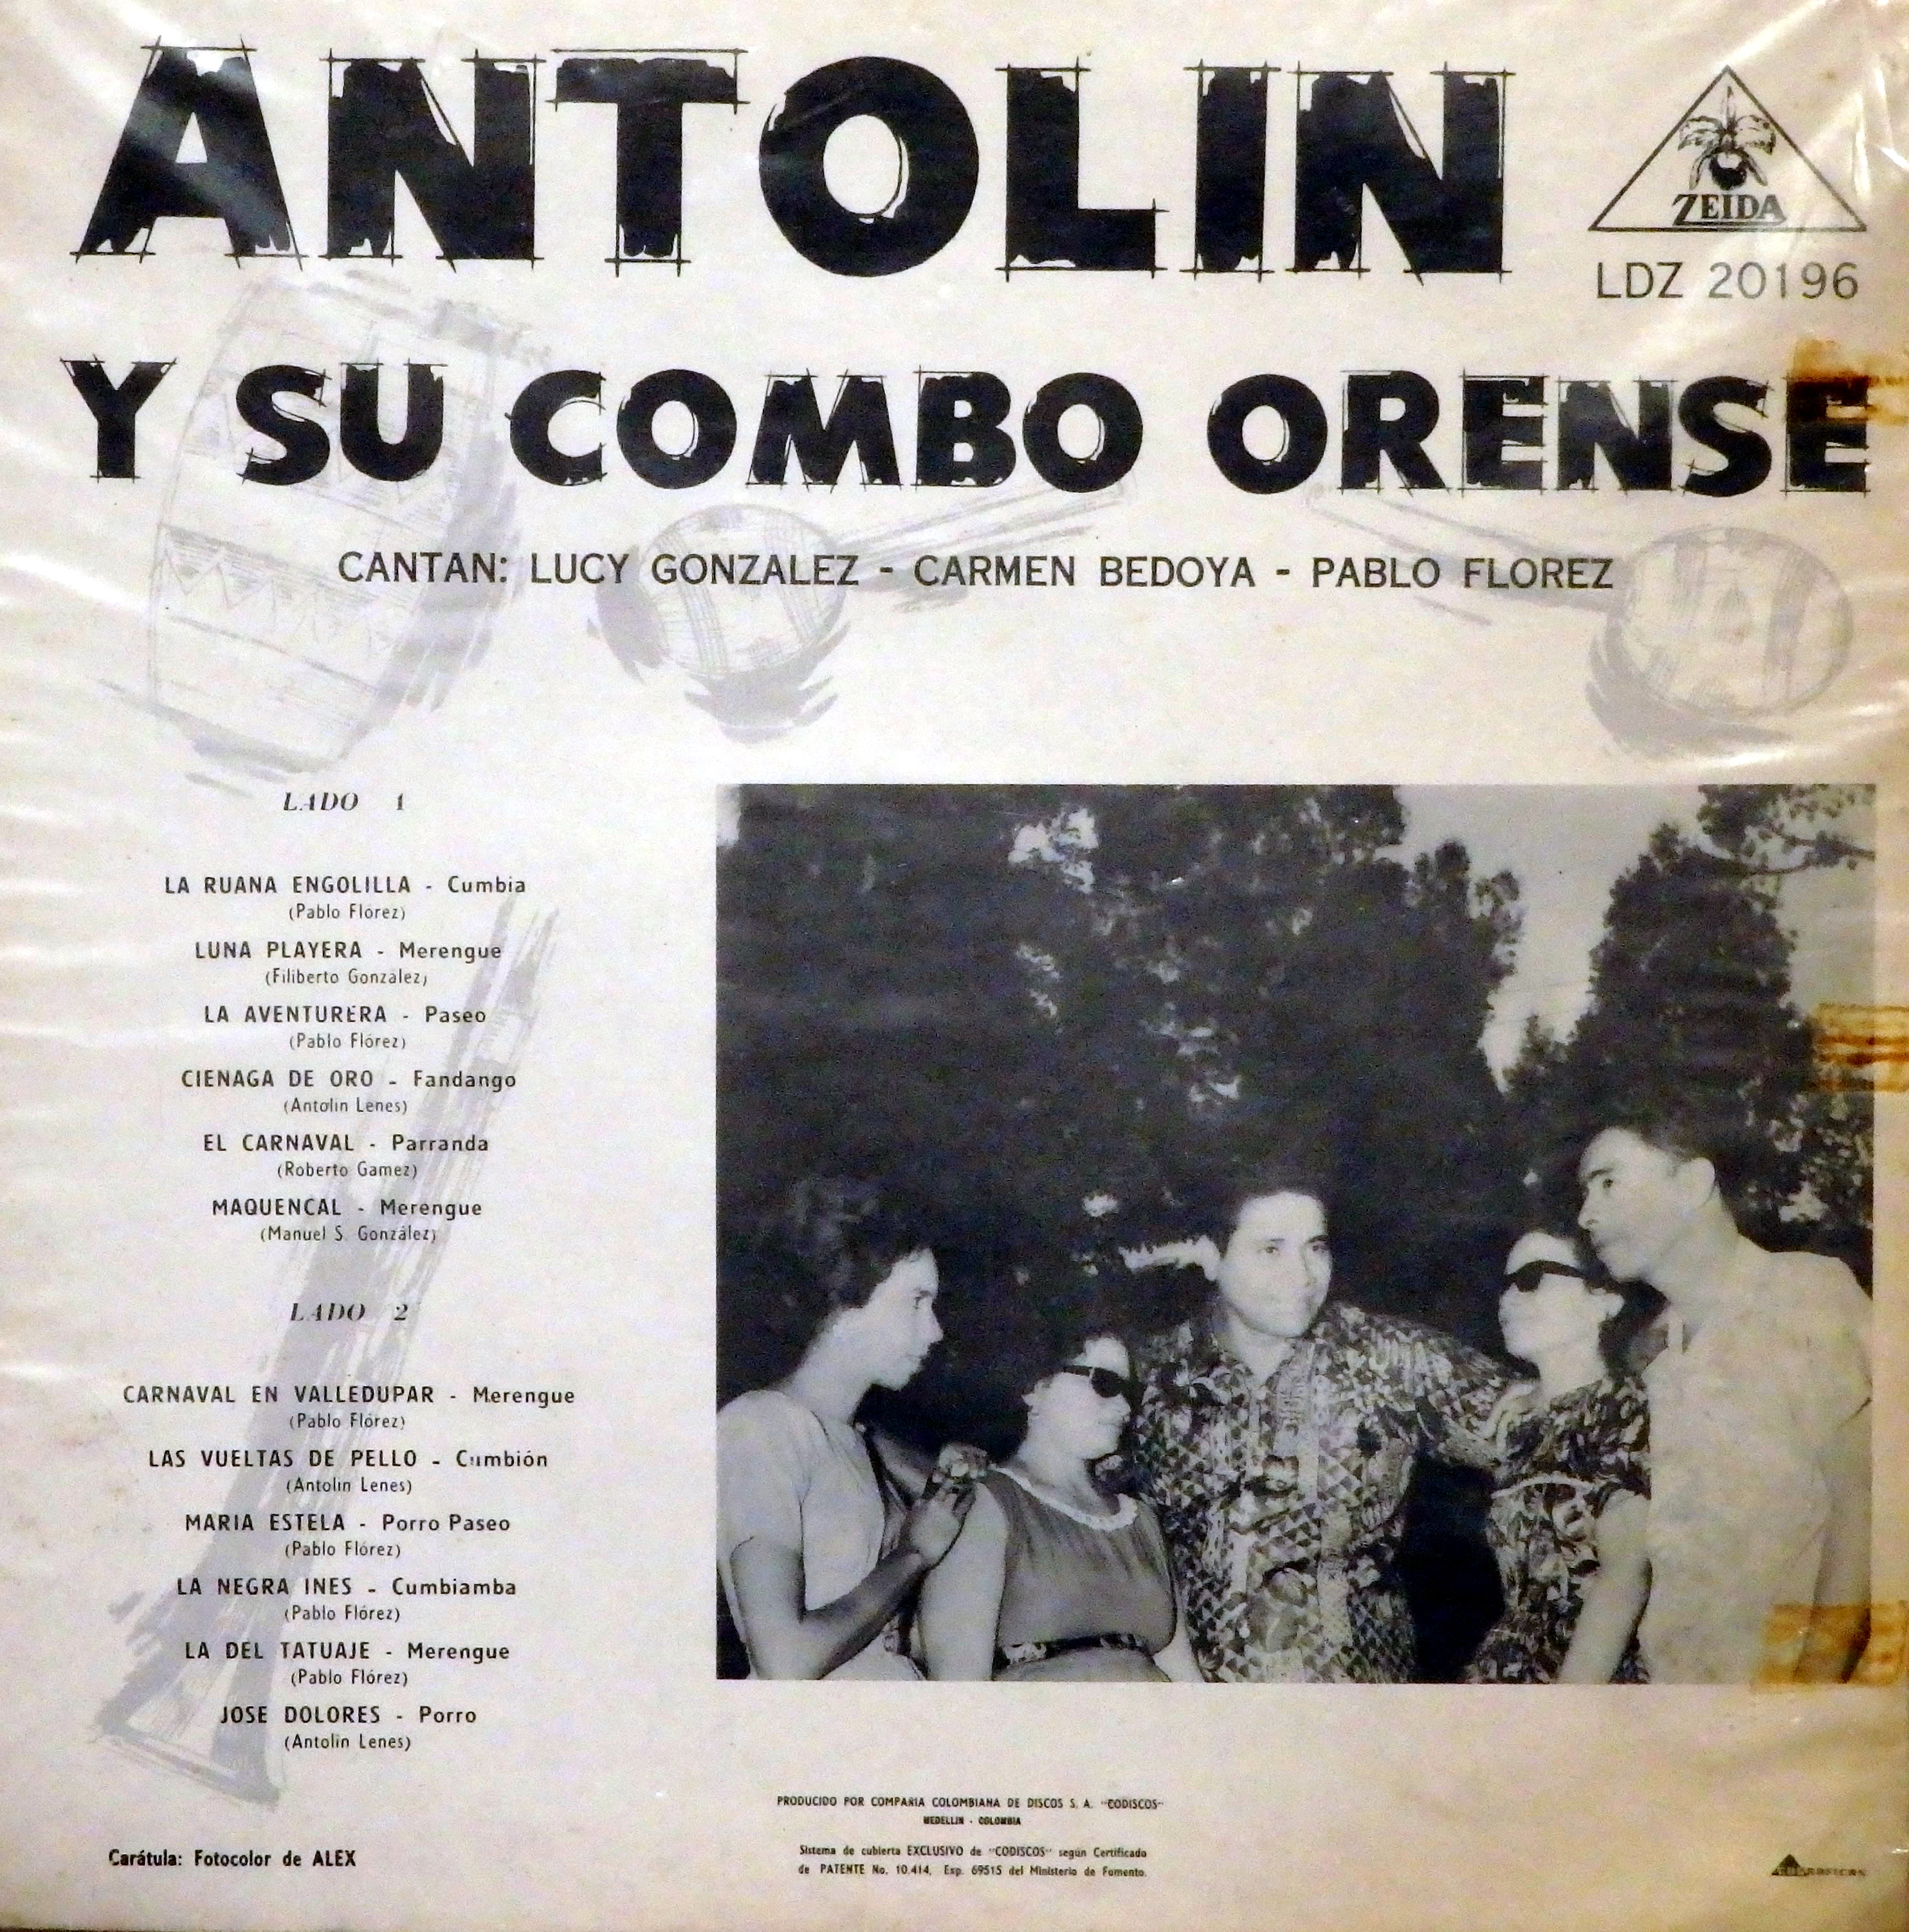 ANTOLIN
ZEIDA
LDZ 20196
Y SU COMBO ORENSE
CANTAN: LUCY GONZALEZ - CARMEN BEDOYA - PABLO FLOREZ
LADO 1
LA RUANA ENGOLILLA - Cumbia
(Pablo Flórez)
LUNA PLAYERA - Merengue
(Filiberto González)
LA AVENTURERA - Paseo
(Pablo Flórez)
CIENAGA DE ORO - Fandango
(Antolin Lenes)
EL CARNAVAL - Parranda
(Roberto Gamez)
MAQUENCAL - Merengue
(Manuel S. González)
LADO 2
CARNAVAL EN VALLEDUPAR - Merengue
(Pablo Flórez)
LAS VUELTAS DE PELLO - Cumbión
(Antolin Lenes)
MARIA ESTELA - Porro Paseo
(Pablo Flórez)
LA NEGRA INES - Cumbiamba
(Pablo Flórez)
LA DEL TATUAJE - Merengue
(Pablo Flórez)
JOSE DOLORES - Porro
(Antolin Lenes)
PRODUCIDO POR COMPAÑIA COLOMBIANA DE DISCOS S. A. "CODISCOS"
MEDELLIN - COLOMBIA
Sistema de cubierta EXCLUSIVO de "CODISCOS" según Certificado
de PATENTE No. 10.414, Exp. 69515 del Ministerio de Fomento.
Carátula: Fotocolor de ALEX